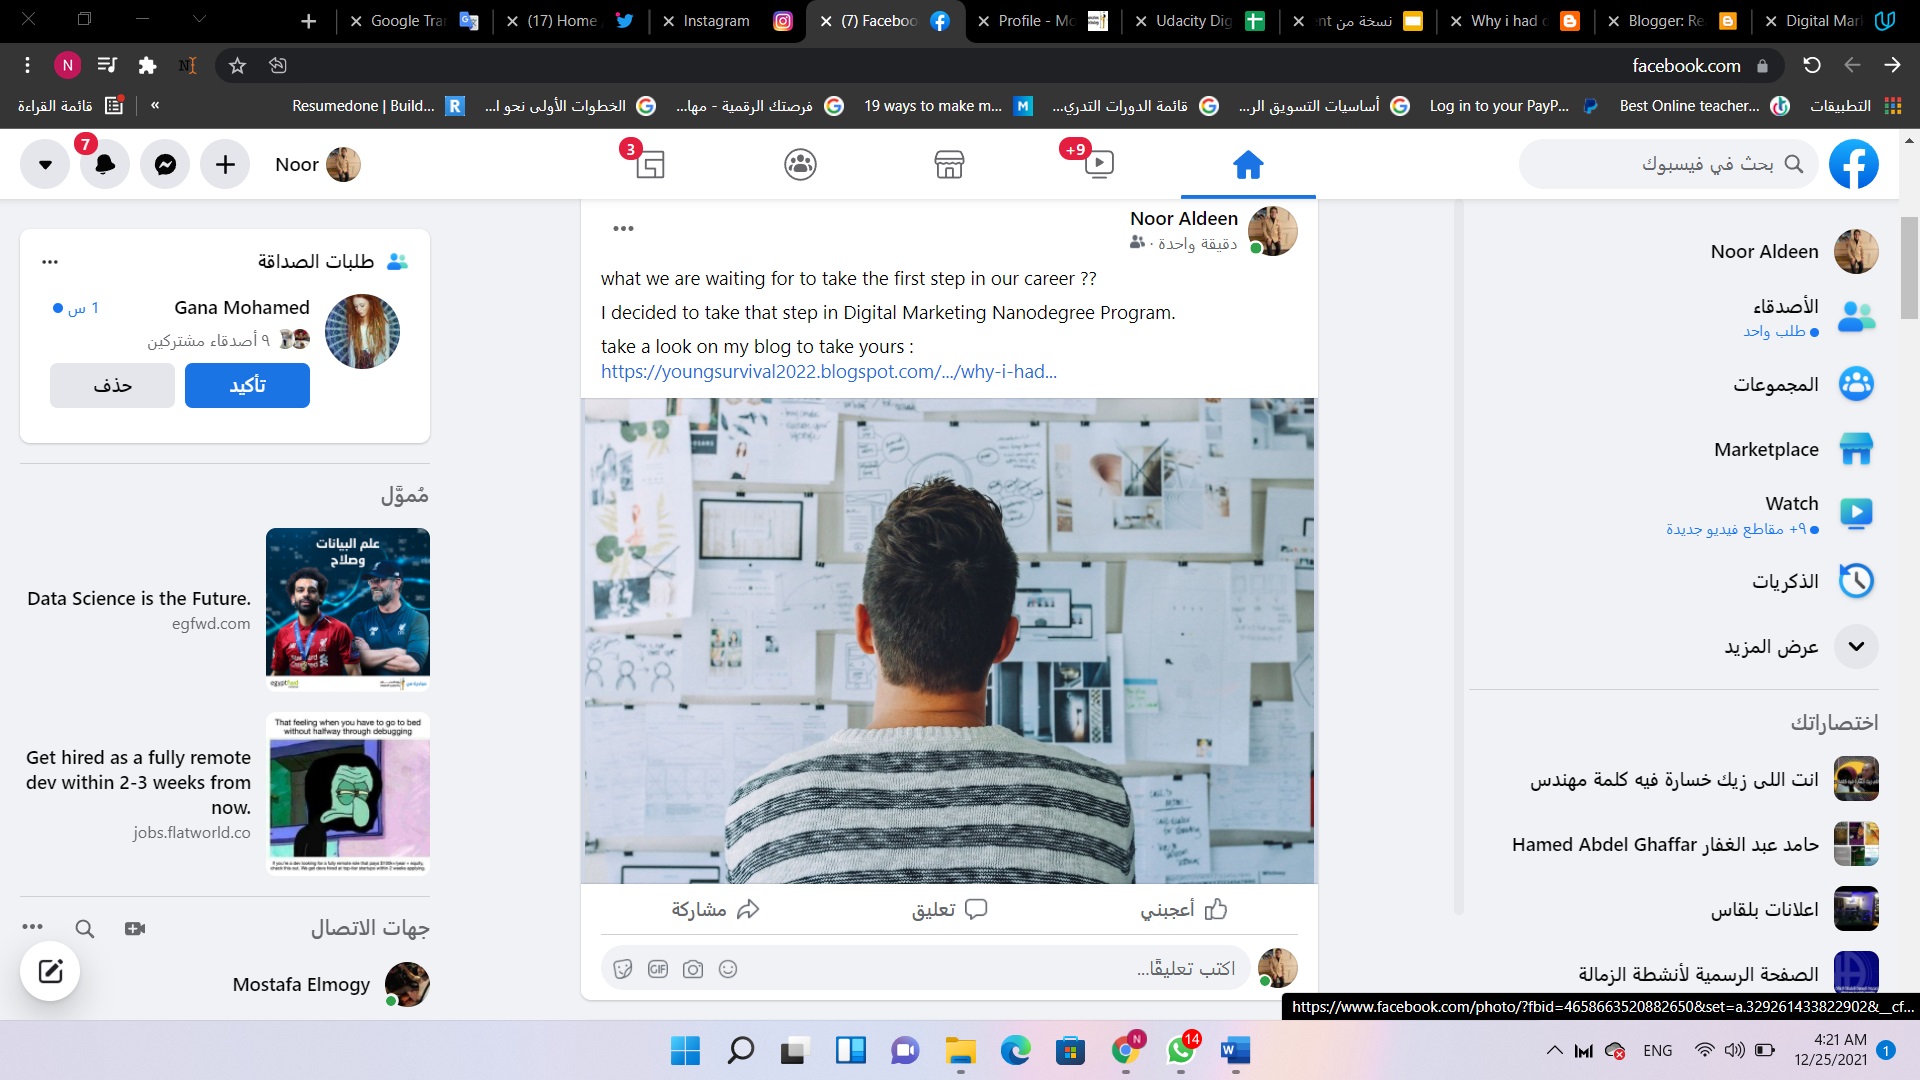 Google Tra
(17) Home
Instagram
(7) Faceboo
Profile - Mo
Udacity Dig
نسخة من
Why i had d
Blogger: Re
Digital Mar
N
facebook.com
قائمة القراءة
»
Resumedone | Build...
الخطوات الأولى نحو ا...
فرصتك الرقمية - مها...
19 ways to make m...
قائمة الدورات التدري...
أساسيات التسويق الر...
Log in to your PayP...
Best Online teacher...
التطبيقات
7
Noor
3
+9
بحث في فيسبوك
طلبات الصداقة
Gana Mohamed
1 س
٩ أصدقاء مشتركين
تأكيد
حذف
مُموَّل
علم البيانات
وصلاح
Data Science is the Future.
egfwd.com
That feeling when you have to go to bed
without halfway through debugging
Get hired as a fully remote
dev within 2-3 weeks from
now.
jobs.flatworld.co
جهات الاتصال
Mostafa Elmogy
Noor Aldeen
دقيقة واحدة
what we are waiting for to take the first step in our career ??
I decided to take that step in Digital Marketing Nanodegree Program.
take a look on my blog to take yours :
https://youngsurvival2022.blogspot.com/.../why-i-had...
أعجبني
تعليق
مشاركة
اكتب تعليقًا...
GIF
Noor Aldeen
الأصدقاء
طلب واحد
المجموعات
Marketplace
Watch
٩+ مقاطع فيديو جديدة
الذكريات
عرض المزيد
اختصاراتك
انت اللى زيك خسارة فيه كلمة مهندس
حامد عبد الغفار Hamed Abdel Ghaffar
اعلانات بلقاس
الصفحة الرسمية لأنشطة الزمالة
https://www.facebook.com/photo/?fbid=4658663520882650&set=a.329261433822902&__cf...
N
14
ENG
4:21 AM
12/25/2021
1